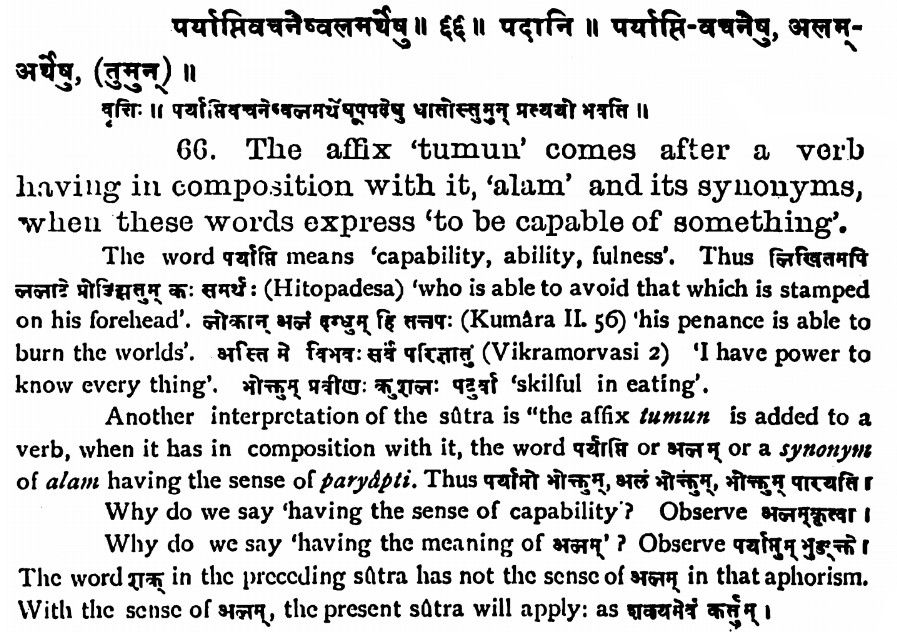 पर्याप्तिवचनेष्वलमर्थेषु ॥ ६६ ॥ पदानि ॥ पर्याप्ति-वचनेषु, अलम्-
अर्थेषु, (तुमुन्) ॥
वृत्तिः ॥ पर्याप्तिवचनेष्वलमर्थेषूपपदेषु धातोस्तुमुन् प्रत्ययो भवति ॥
66. The affix ‘tumun’ comes after a verb
having in composition with it, ‘alam’ and its synonyms,
when these words express ‘to be capable of something’.
The word पर्याप्ति means ‘capability, ability, fulness’. Thus लिखितमपि
ललाटे प्रोज्झितुम् कः समर्थः (Hitopadesa) ‘who is able to avoid that which is stamped
on his forehead’. लोकान् अलं दग्धुम् हि तत्तपः (Kumâra II. 56) ‘his penance is able to
burn the worlds’. अस्ति मे विभवः सर्वं परिज्ञातुं (Vikramorvasi 2) ‘I have power to
know every thing’. भोक्तुम् प्रवीणः कुशलः पटुर्वा ‘skilful in eating’.
Another interpretation of the sûtra is “the affix tumun is added to a
verb, when it has in composition with it, the word पर्याप्ति or अलम् or a synonym
of alam having the sense of paryâpti. Thus पर्याप्तो भोक्तुम्, अलं भोक्तुम्, भोक्तुम् पारयति ।
Why do we say ‘having the sense of capability’? Observe अलम्कृत्वा ।
Why do we say ‘having the meaning of अलम्’ ? Observe पर्याप्तुम् भुङ्क्ते ।
The word शक् in the preceding sûtra has not the sense of अलम् in that aphorism.
With the sense of अलम्, the present sûtra will apply: as शक्यमेवं कर्तुम् ।